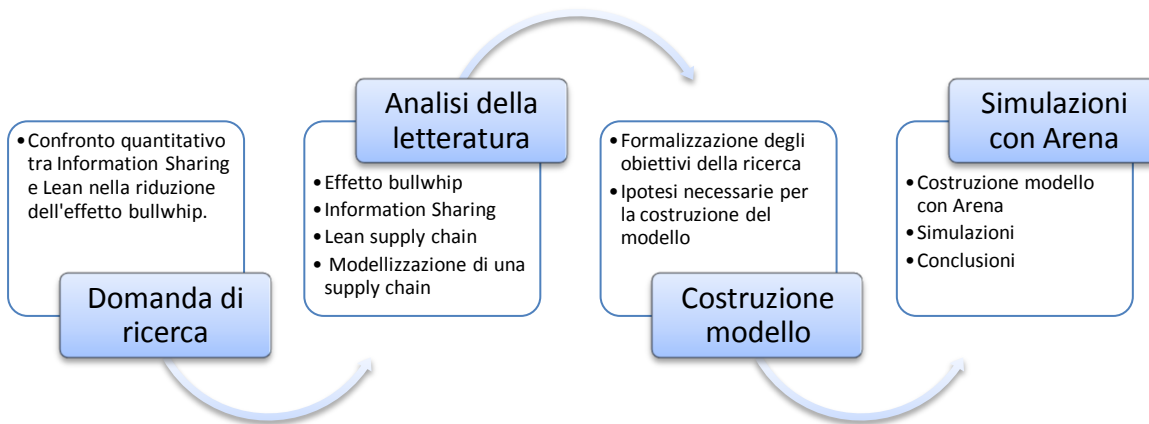 •Confronto quantitativo
tra Information Sharing
e Lean nella riduzione
dell'effetto bullwhip.
Domanda di
ricerca
Analisi della
letteratura
•Effetto bullwhip
•Information Sharing
•Lean supply chain
• Modellizzazione di una
supply chain
•Formalizzazione degli
obiettivi della ricerca
•Ipotesi necessarie per
la costruzione del
modello
Costruzione
modello
Simulazioni
con Arena
•Costruzione modello
con Arena
•Simulazioni
•Conclusioni